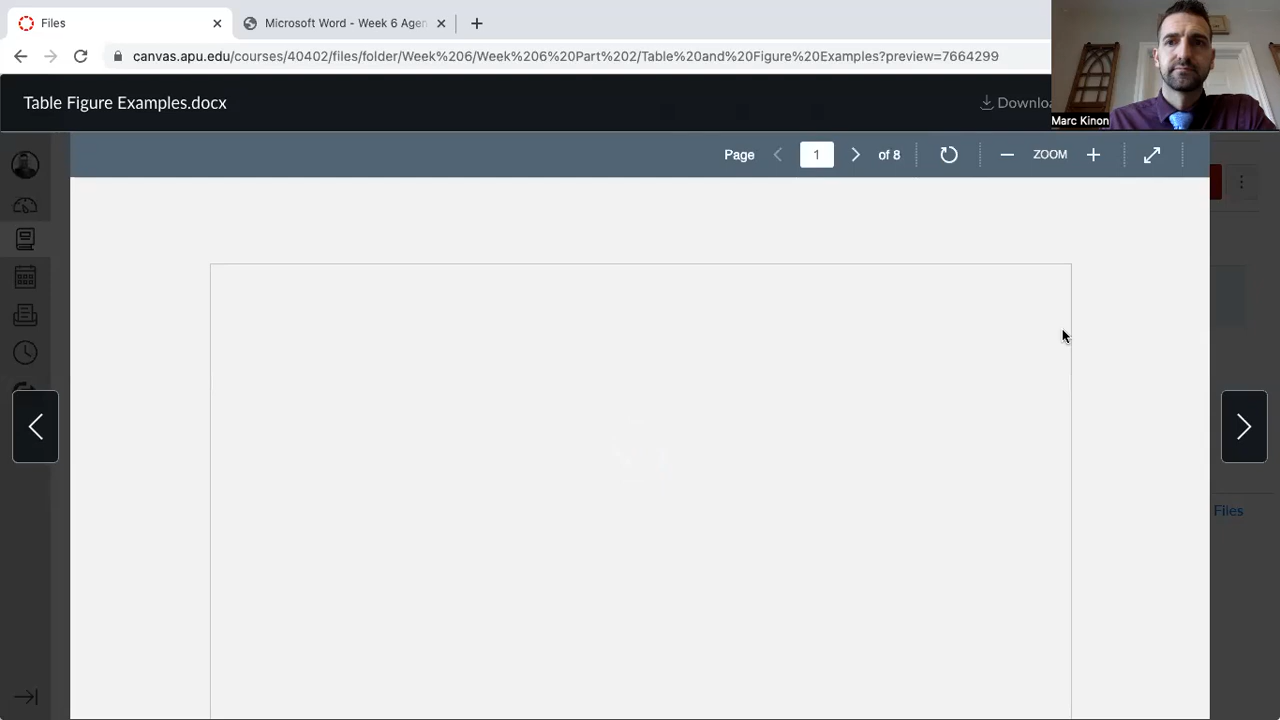 Files
Microsoft Word - Week 6 Agen
canvas.apu.edu/courses/40402/files/folder/Week%206/Week%206%20Part%202/Table%20and%20Figure%20Examples?preview=7664299
Table Figure Examples.docx
Downlo
Marc Kinon
Page
1
of 8
ZOOM
Files